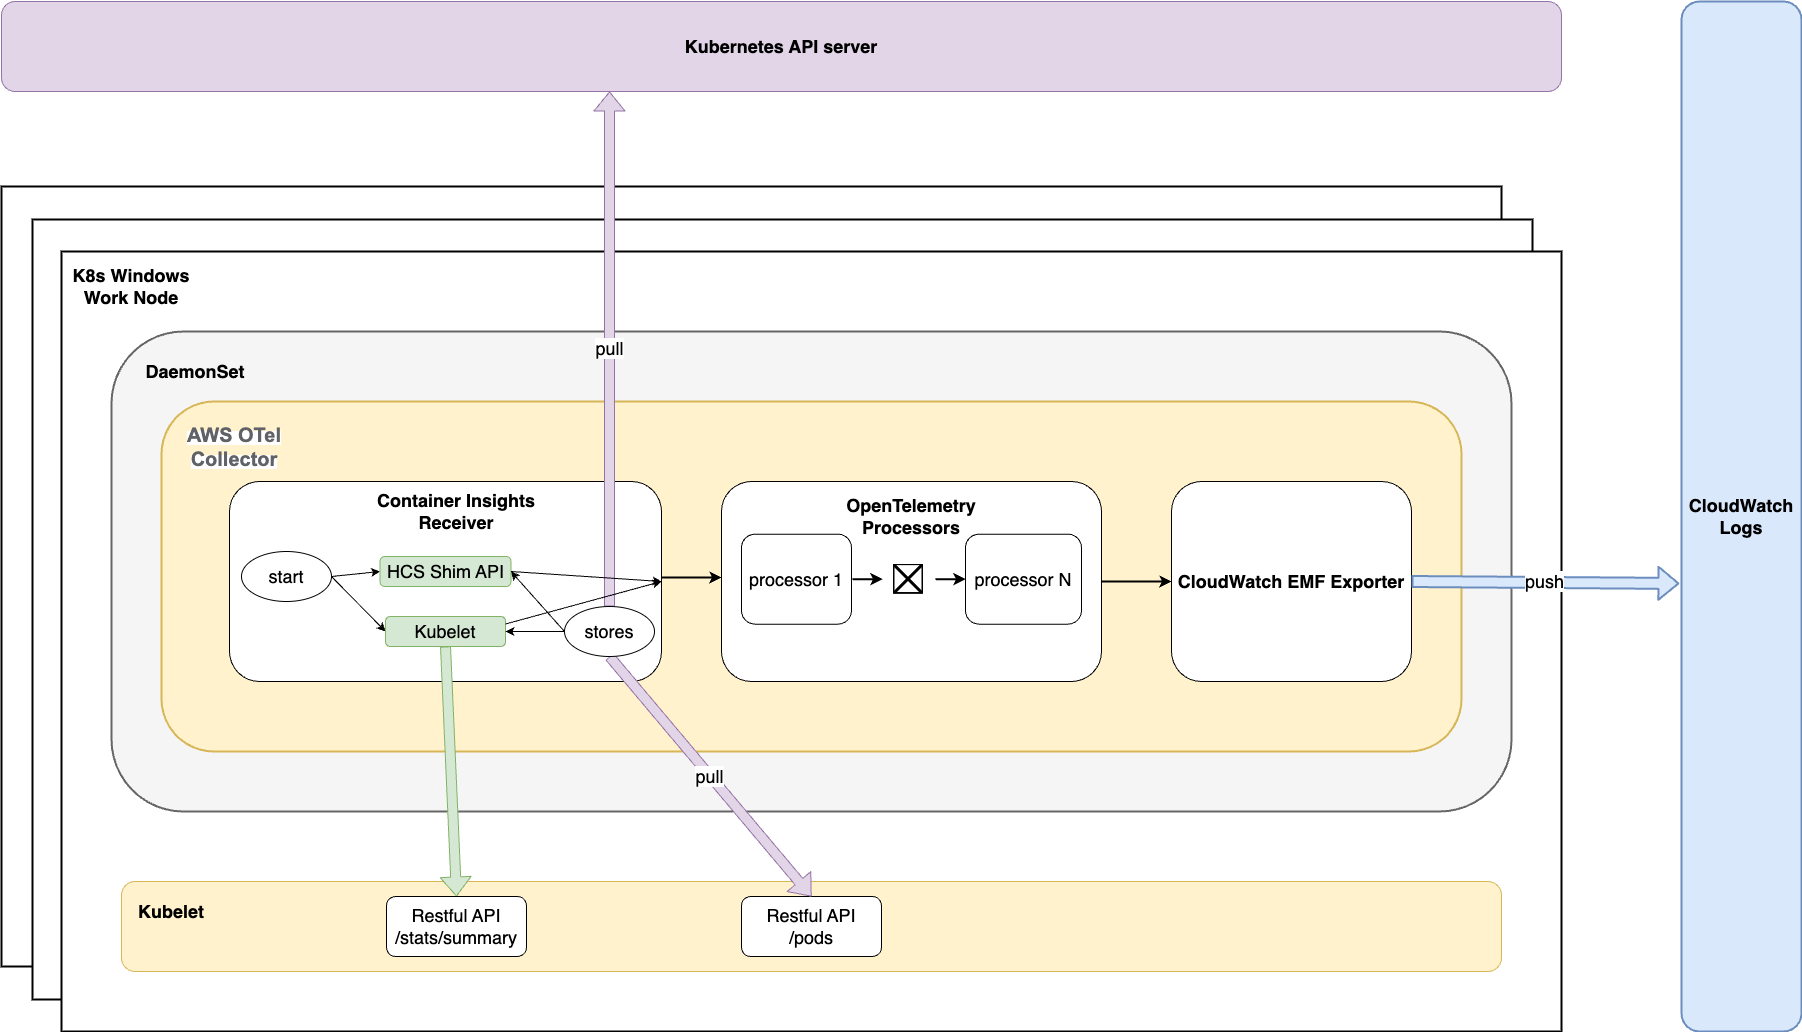 Kubernetes API server
K8s Windows
Work Node
pull
DaemonSet
AWS OTel
Collector
Container Insights
Receiver
start
HCS Shim API
Kubelet
stores
OpenTelemetry
Processors
processor 1
processor N
CloudWatch EMF Exporter
push
CloudWatch
Logs
pull
Kubelet
Restful API
/stats/summary
Restful API
/pods